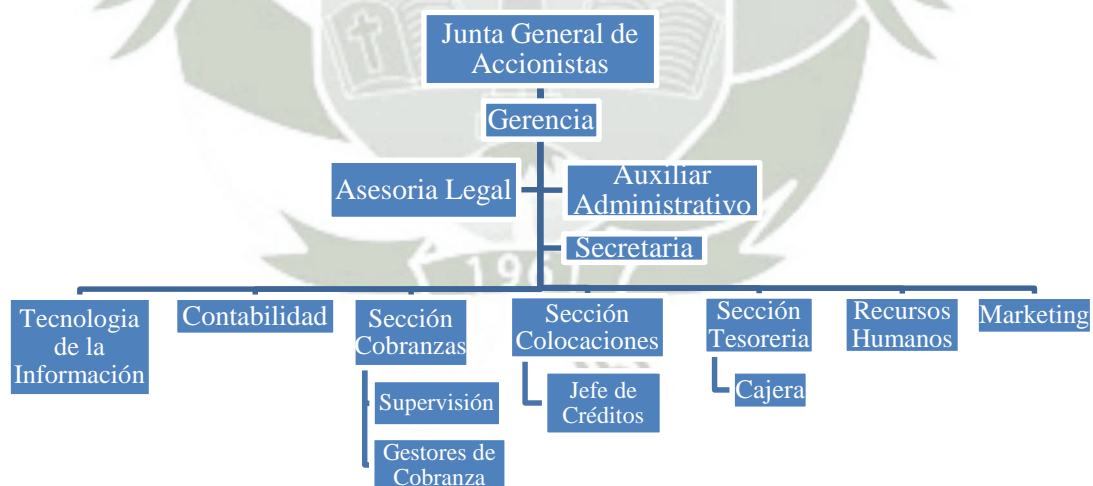 Junta General de
Accionistas
Gerencia
Asesoria Legal
Auxiliar
Administrativo
Secretaria
1967
Tecnologia
de la
Información
Contabilidad
Sección
Cobranzas
Supervisión
Gestores de
Cobranza
Sección
Colocaciones
Jefe de
Créditos
Sección
Tesoreria
Cajera
Recursos
Humanos
Marketing